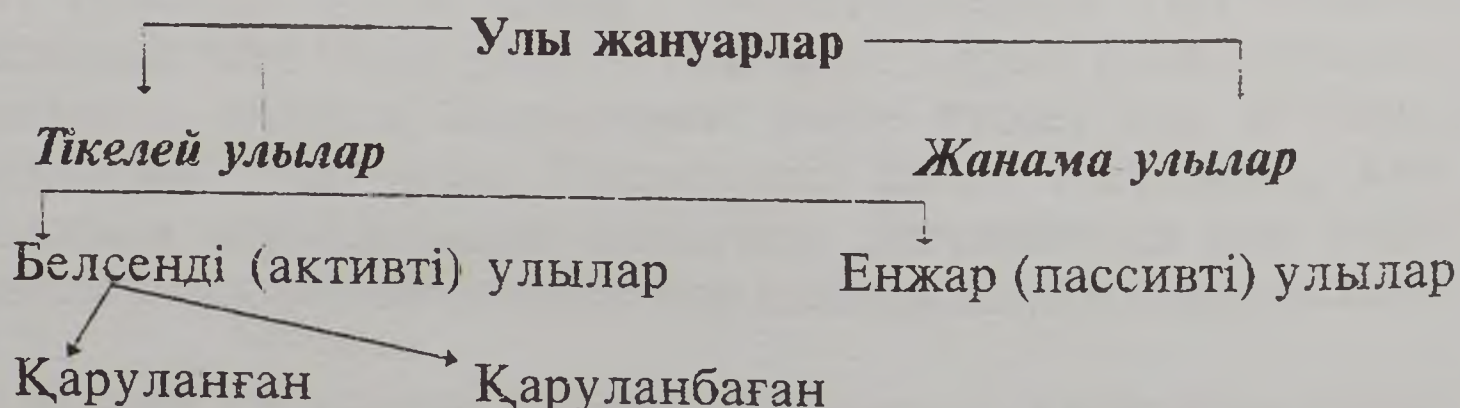 Улы жануарлар
Тікелей улылар Жанама улылар
Белсенді (активті) улылар Енжар (пассивті) улылар
Қаруланған Қаруланбаған